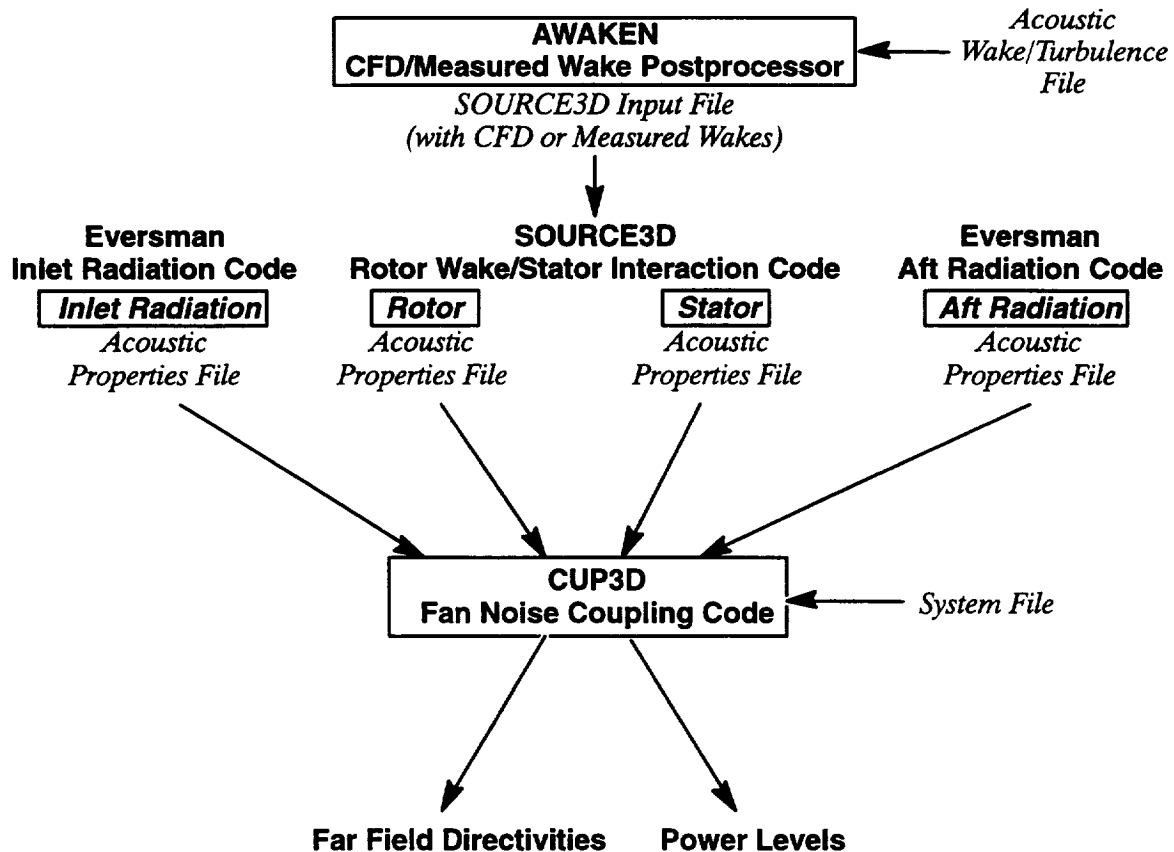 AWAKEN
CFD/Measured Wake Postprocessor
Acoustic
Wake/Turbulence
File
SOURCE3D Input File
(with CFD or Measured Wakes)
Eversman
Inlet Radiation Code
SOURCE3D
Rotor Wake/Stator Interaction Code
Eversman
Aft Radiation Code
Inlet Radiation
Acoustic
Properties File
Rotor
Acoustic
Properties File
Stator
Acoustic
Properties File
Aft Radiation
Acoustic
Properties File
CUP3D
Fan Noise Coupling Code
System File
Far Field Directivities
Power Levels